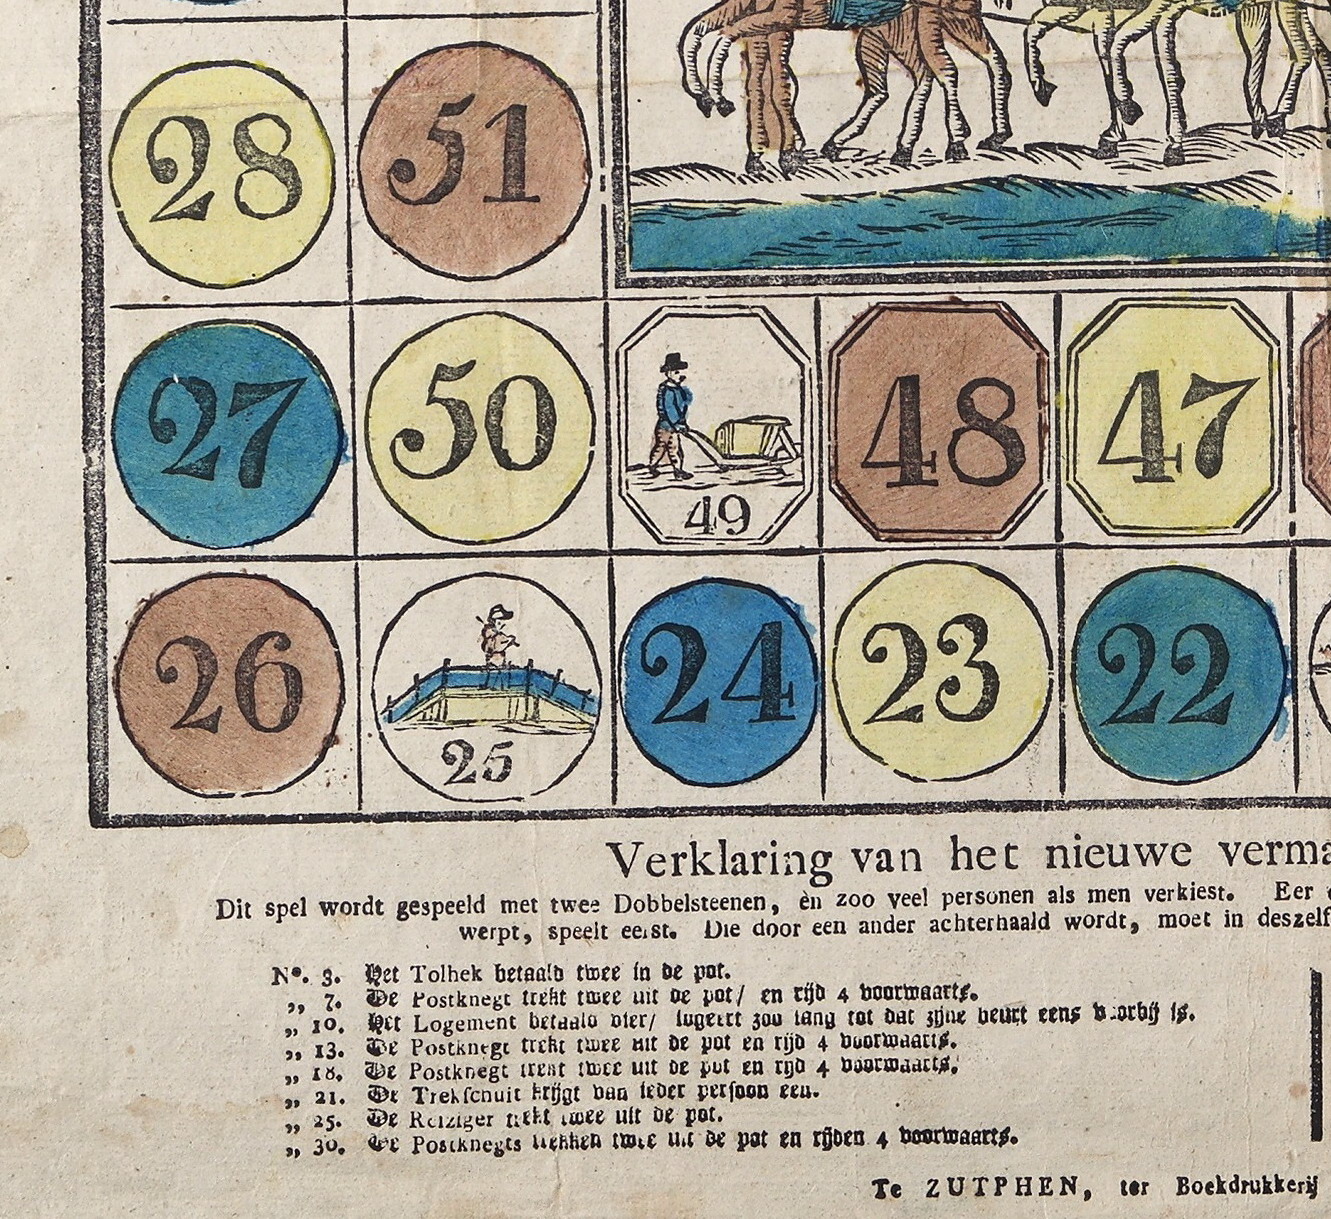 28 51
27 50 49 48 47
26 25 24 23 22
Verklaring van het nieuwe verma
Dit spel wordt gespeeld met twee Dobbelsteenen, èn zoo veel personen als men verkiest. Eer
werpt, speelt eerst. Die door een ander achterhaald wordt, moet in deszelf
No. 3. Het Tolhek betaald twee in de pot.
„ 7. De Postknegt trekt twee uit de pot/ en rijd 4 voorwaarts.
„ 10. Het Logement betaald vier/ logeert zoo lang tot dat zijne beurt eens voorbij is.
„ 13. De Postknegt trekt twee uit de pot en rijd 4 voorwaarts.
„ 18. De Postknegt trekt twee uit de pot en rijd 4 voorwaarts.
„ 21. De Trekschuit krijgt van ieder persoon een.
„ 25. De Reiziger trekt twee uit de pot.
„ 30. De Postknegts trekken twee uit de pot en rijden 4 voorwaarts.
Te ZUTPHEN, ter Boekdrukkerij